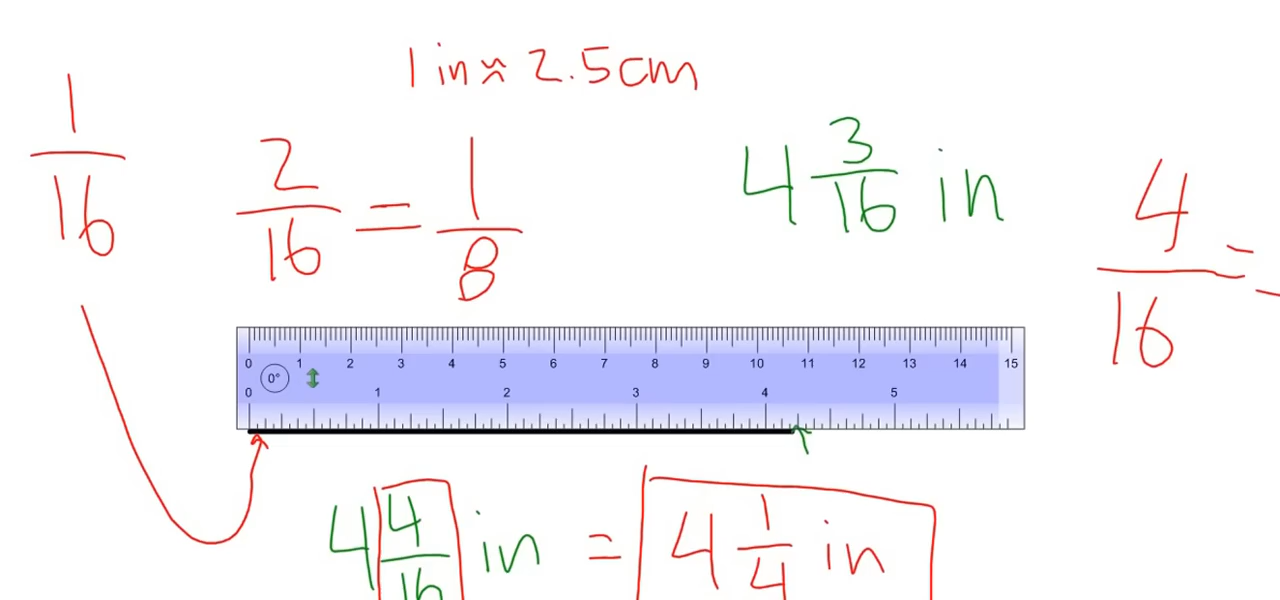 1 in ≈ 2.5cm
1/16
2/16 = 1/8
4 3/16 in
4/16 =
0 1 2 3 4 5 6 7 8 9 10 11 12 13 14 15
0°
0 1 2 3 4 5
4 4/16 in = 4 1/4 in